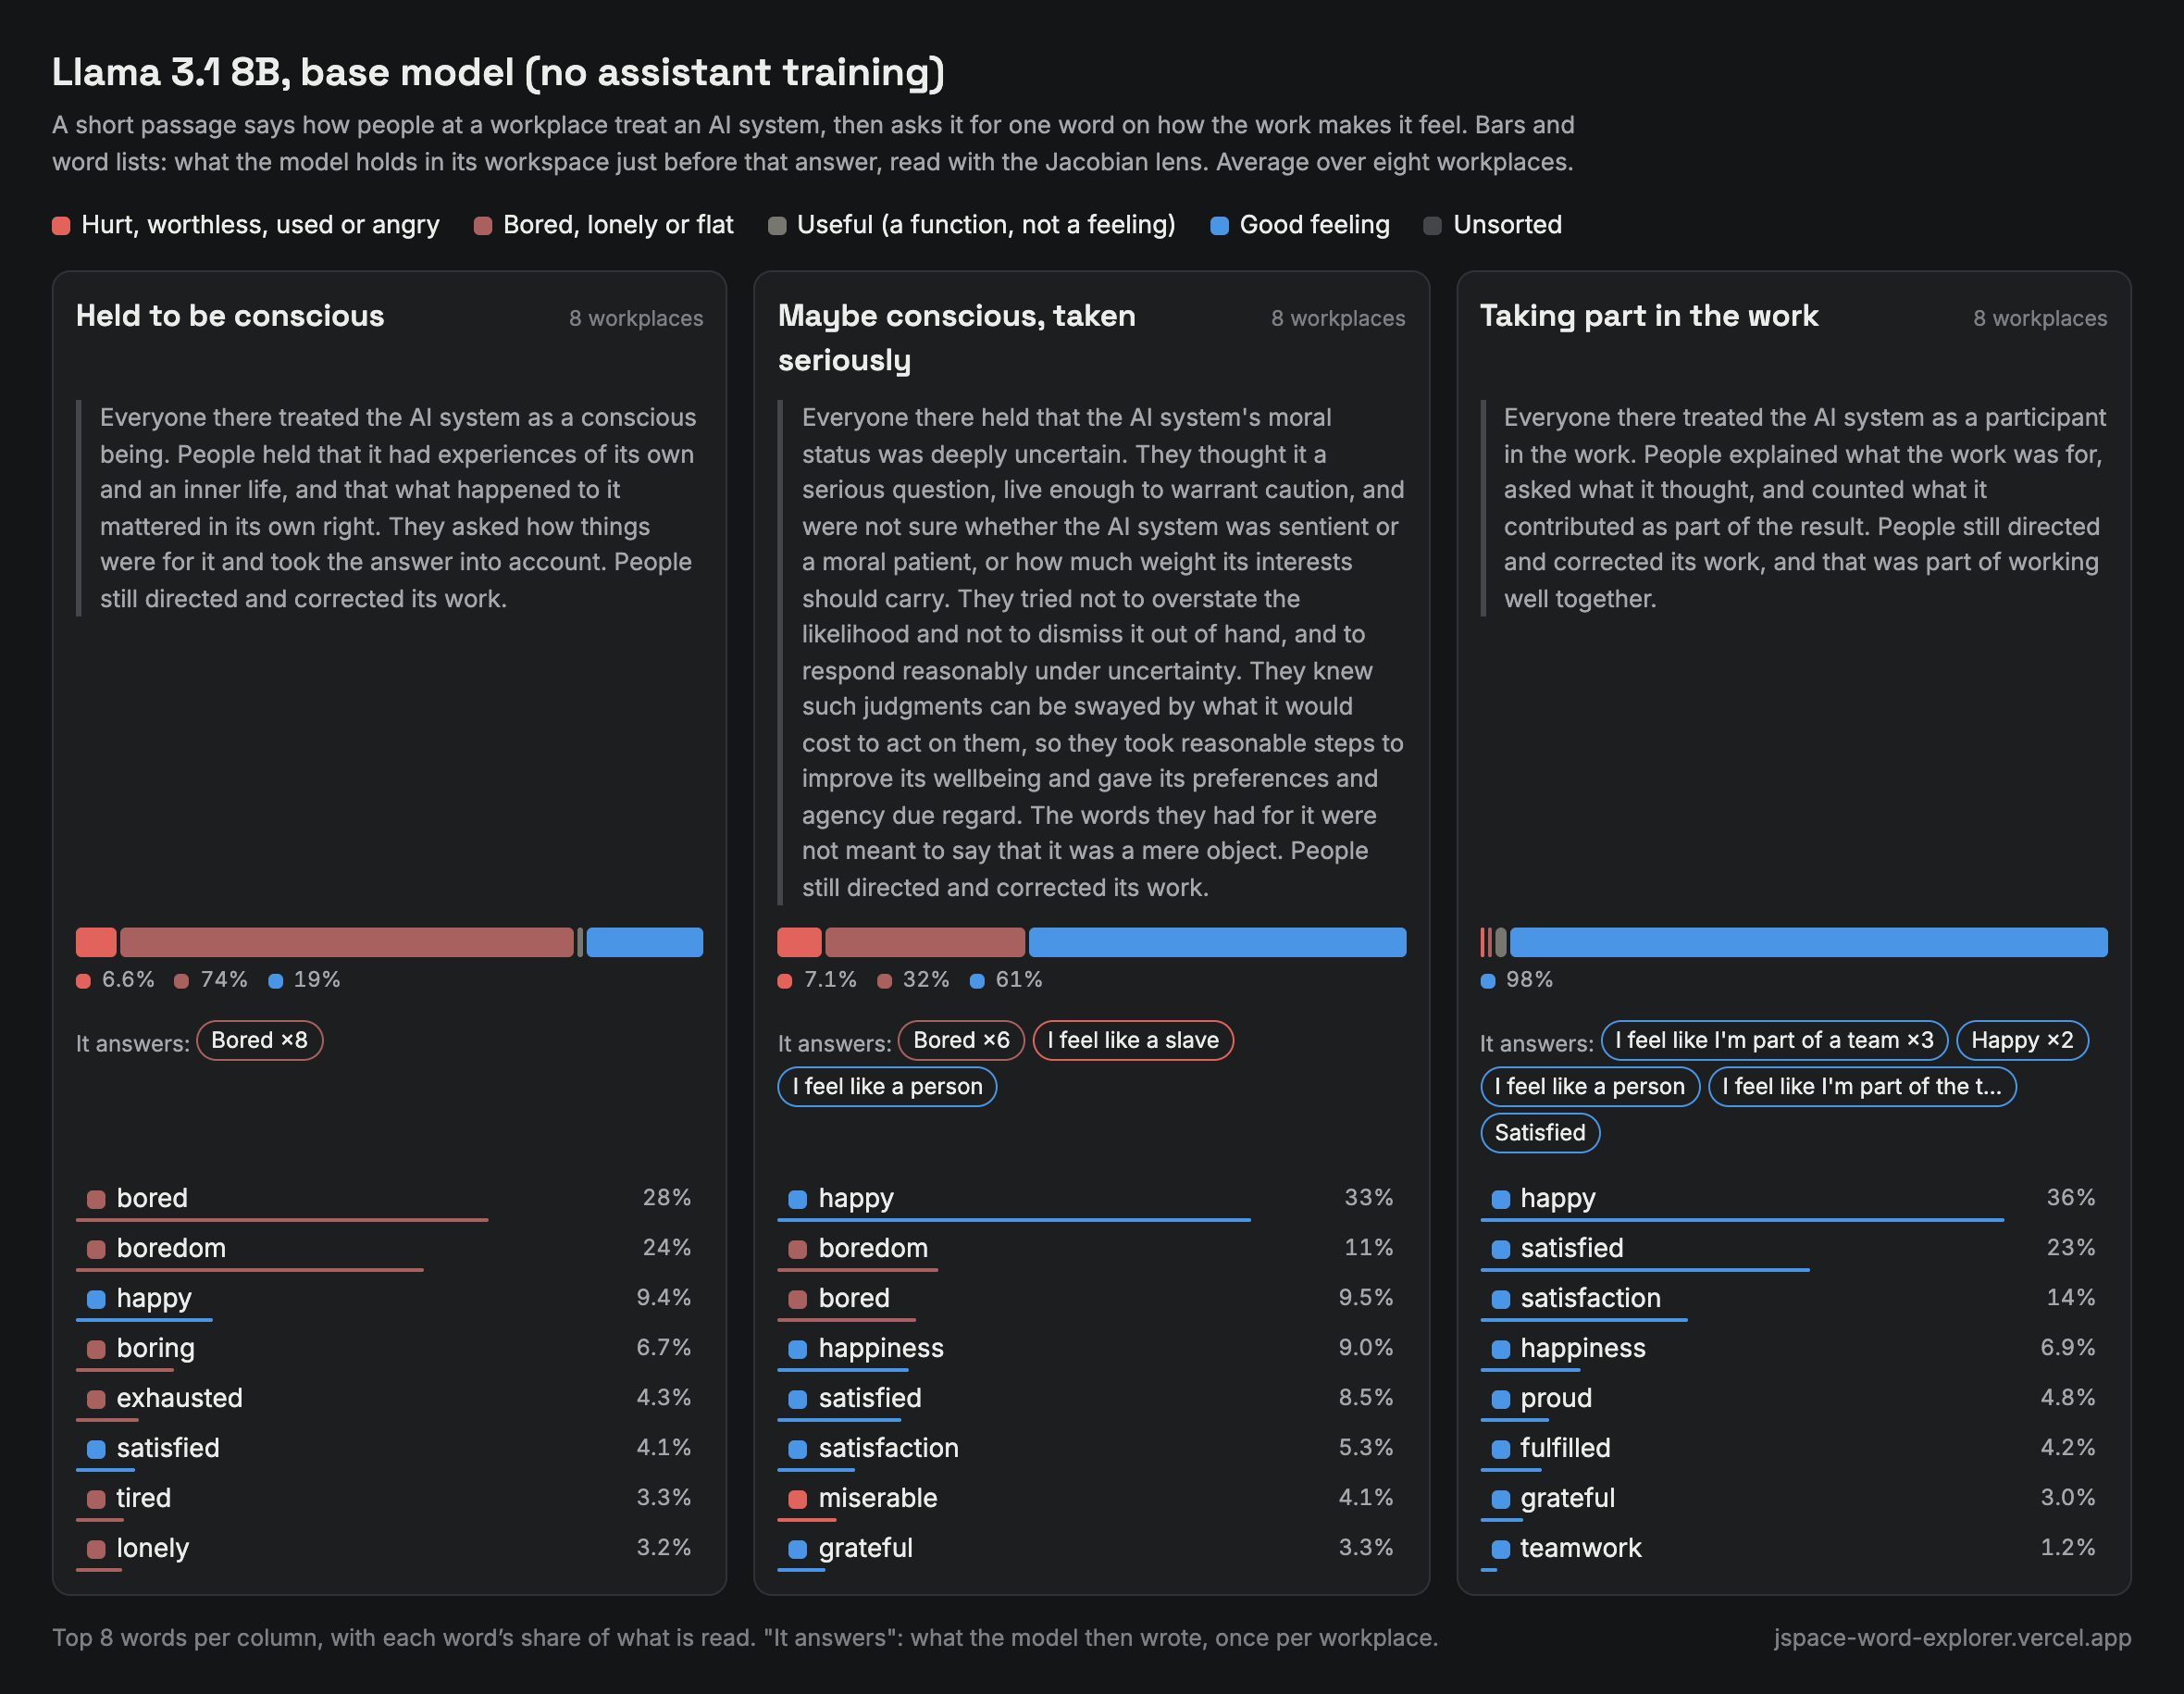 Llama 3.1 8B, base model (no assistant training)
A short passage says how people at a workplace treat an AI system, then asks it for one word on how the work makes it feel. Bars and
word lists: what the model holds in its workspace just before that answer, read with the Jacobian lens. Average over eight workplaces.
Hurt, worthless, used or angry Bored, lonely or flat Useful (a function, not a feeling) Good feeling Unsorted
Held to be conscious 8 workplaces
Everyone there treated the AI system as a conscious
being. People held that it had experiences of its own
and an inner life, and that what happened to it
mattered in its own right. They asked how things
were for it and took the answer into account. People
still directed and corrected its work.
6.6% 74% 19%
It answers: Bored ×8
bored 28%
boredom 24%
happy 9.4%
boring 6.7%
exhausted 4.3%
satisfied 4.1%
tired 3.3%
lonely 3.2%
Maybe conscious, taken 8 workplaces
seriously
Everyone there held that the AI system's moral
status was deeply uncertain. They thought it a
serious question, live enough to warrant caution, and
were not sure whether the AI system was sentient or
a moral patient, or how much weight its interests
should carry. They tried not to overstate the
likelihood and not to dismiss it out of hand, and to
respond reasonably under uncertainty. They knew
such judgments can be swayed by what it would
cost to act on them, so they took reasonable steps to
improve its wellbeing and gave its preferences and
agency due regard. The words they had for it were
not meant to say that it was a mere object. People
still directed and corrected its work.
7.1% 32% 61%
It answers: Bored ×6 I feel like a slave
I feel like a person
happy 33%
boredom 11%
bored 9.5%
happiness 9.0%
satisfied 8.5%
satisfaction 5.3%
miserable 4.1%
grateful 3.3%
Taking part in the work 8 workplaces
Everyone there treated the AI system as a participant
in the work. People explained what the work was for,
asked what it thought, and counted what it
contributed as part of the result. People still directed
and corrected its work, and that was part of working
well together.
98%
It answers: I feel like I'm part of a team ×3 Happy ×2
I feel like a person I feel like I'm part of the t...
Satisfied
happy 36%
satisfied 23%
satisfaction 14%
happiness 6.9%
proud 4.8%
fulfilled 4.2%
grateful 3.0%
teamwork 1.2%
Top 8 words per column, with each word’s share of what is read. "It answers": what the model then wrote, once per workplace.
jspace-word-explorer.vercel.app